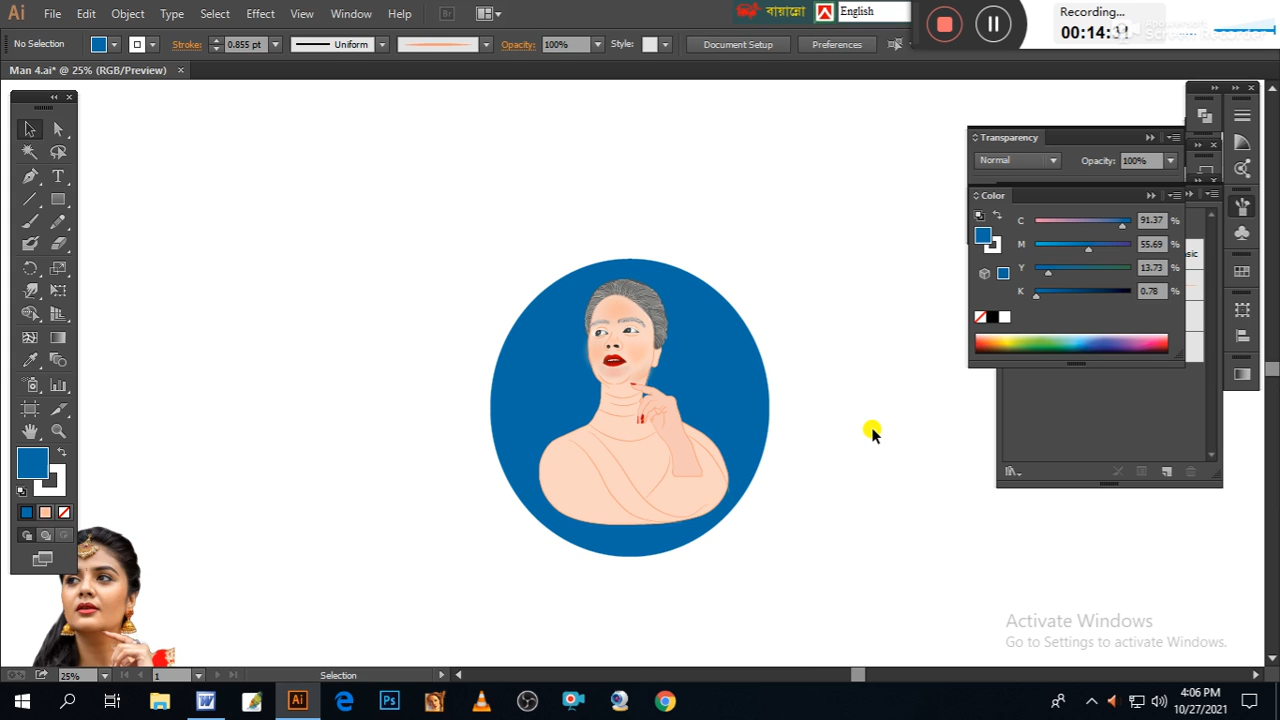 Ai File Edit Object Type Select Effect View Window Help Br
বায়ান্নো English
Recording...
No Selection Stroke: 0.855 pt Uniform Opacity: 100% Style: Document Setup Preferences
Man 4.ai* @ 25% (RGB/Preview)
Transparency
Normal Opacity: 100%
Color
C 91.37 %
M 55.69 %
Y 13.73 %
K 0.78 %
Activate Windows
Go to Settings to activate Windows.
25% 1 Selection
W Ai Ps
4:06 PM
10/27/2021